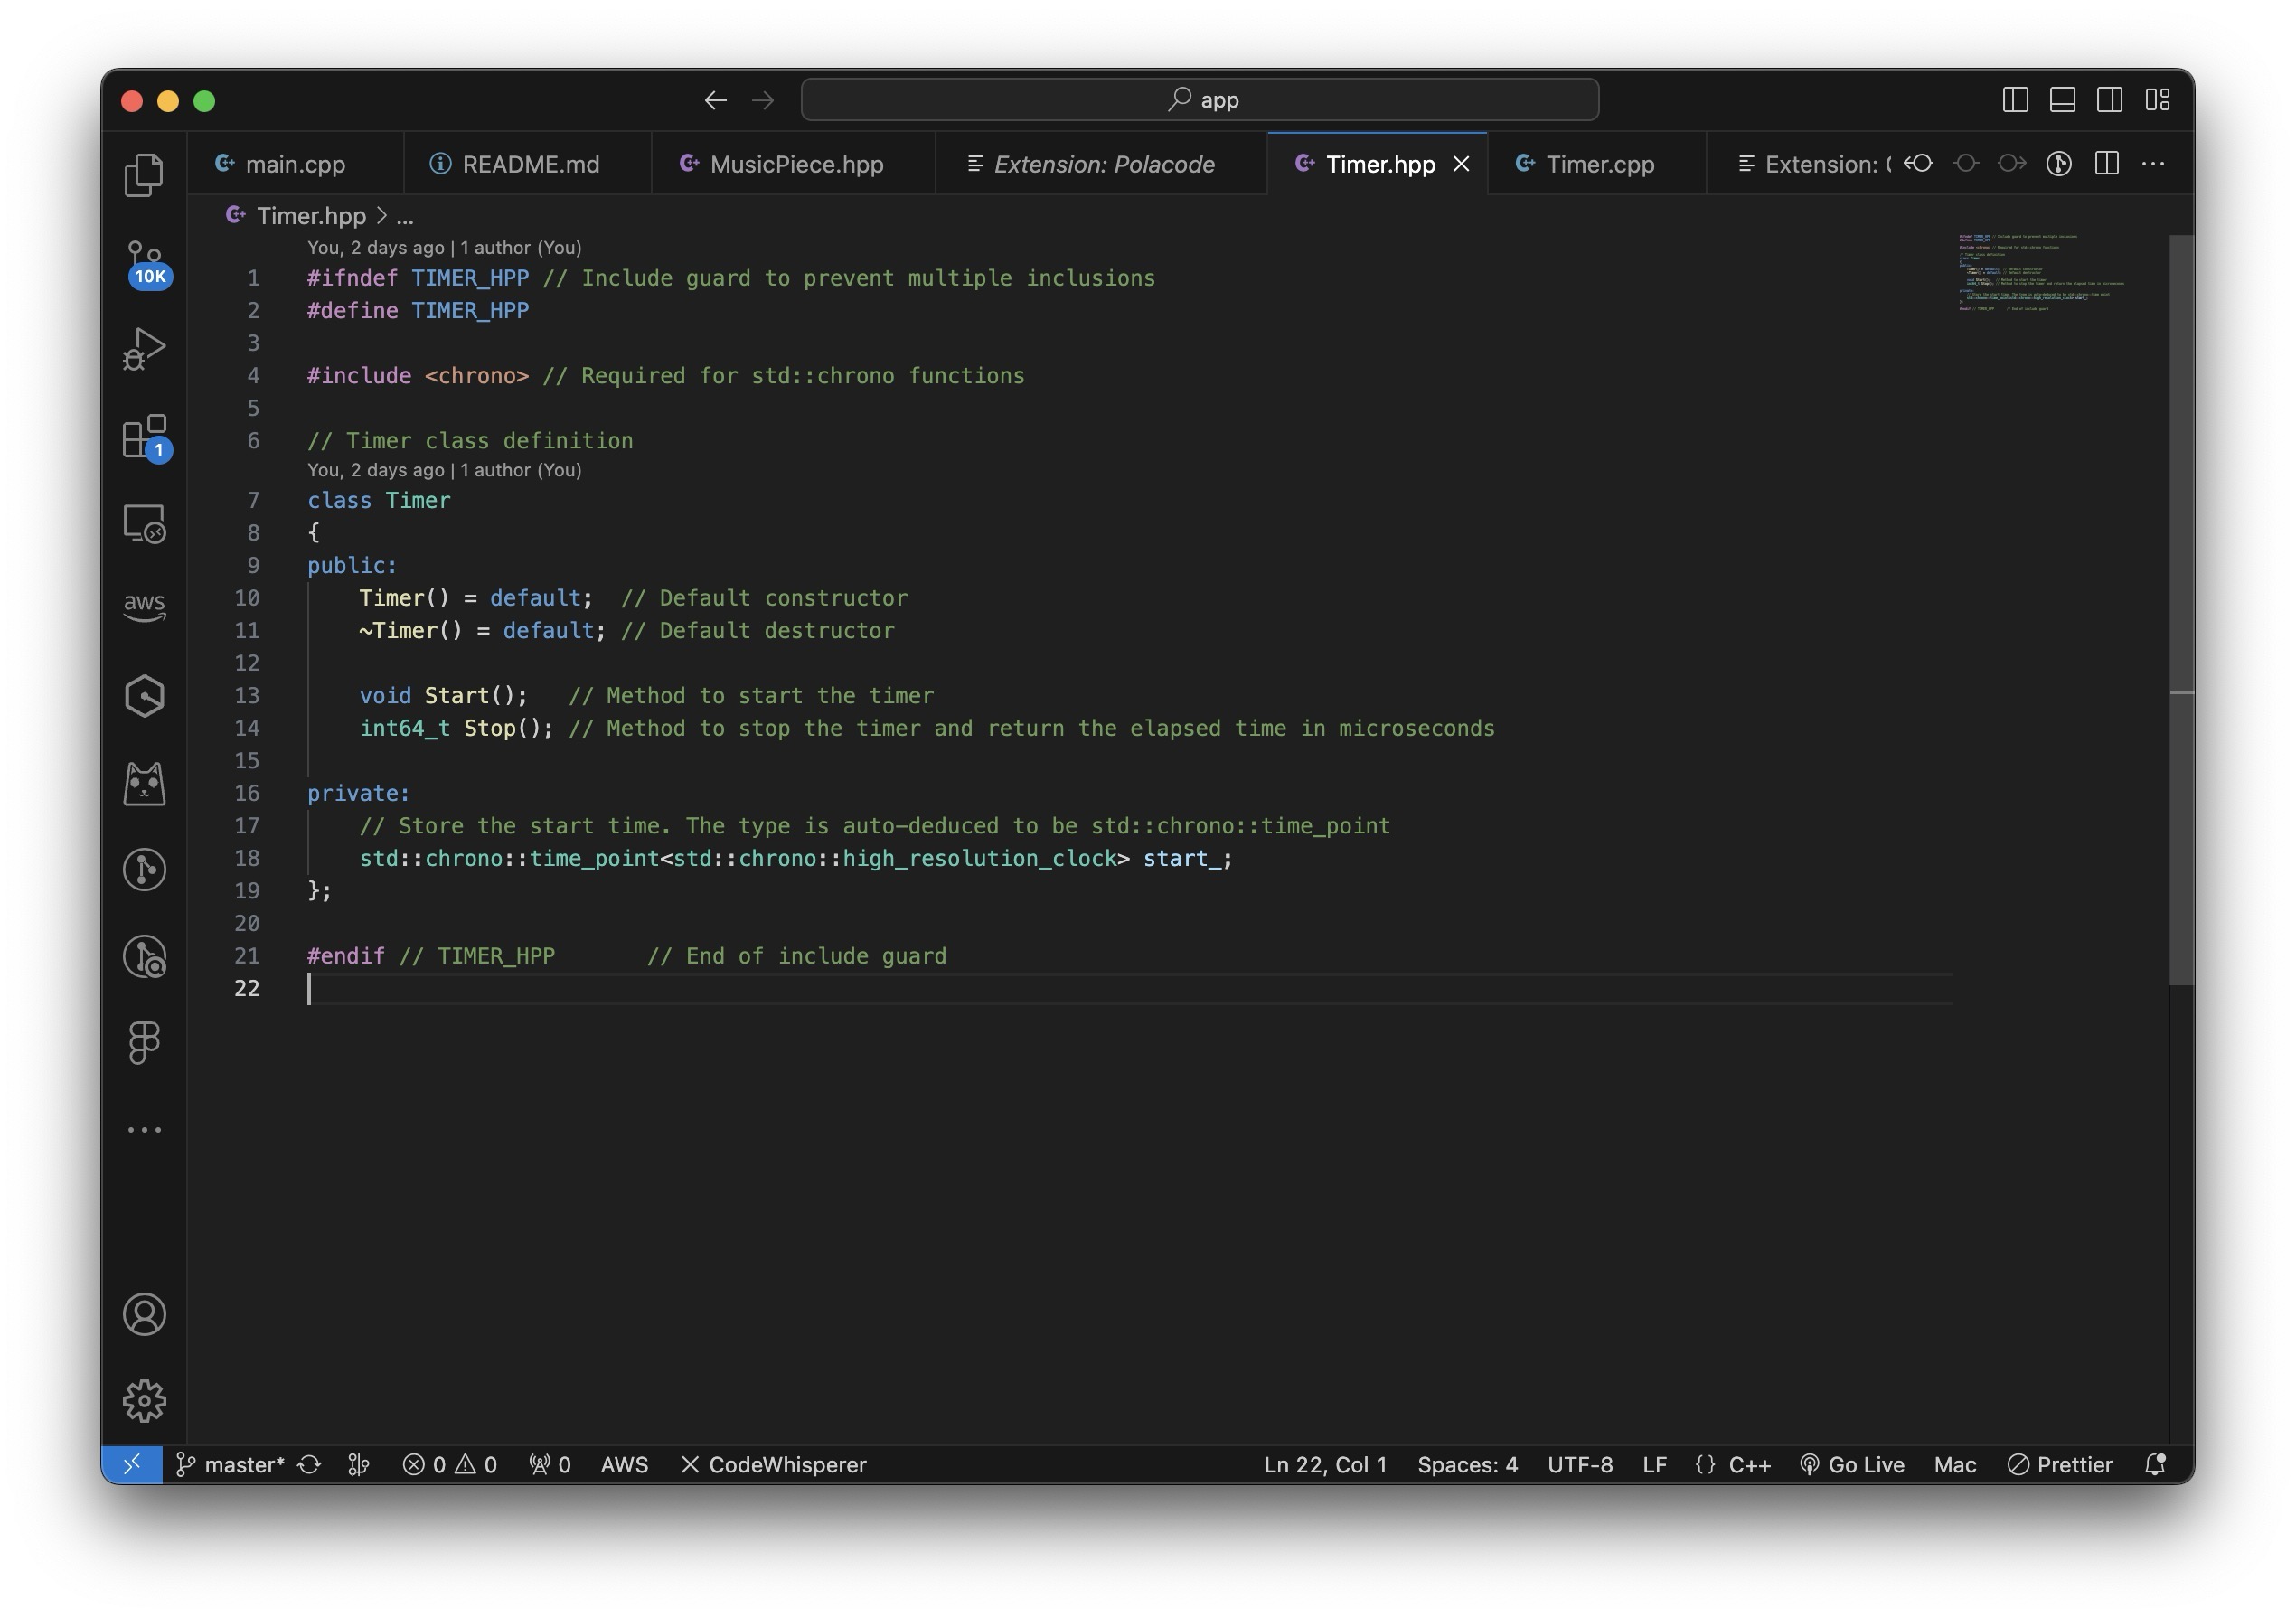 app
main.cpp
README.md
MusicPiece.hpp
Extension: Polacode
Timer.hpp
Timer.cpp
Extension:
Timer.hpp > ...
You, 2 days ago | 1 author (You)
1 #ifndef TIMER_HPP // Include guard to prevent multiple inclusions
2 #define TIMER_HPP
3
4 #include <chrono> // Required for std::chrono functions
5
6 // Timer class definition
You, 2 days ago | 1 author (You)
7 class Timer
8 {
9 public:
10     Timer() = default;  // Default constructor
11     ~Timer() = default; // Default destructor
12
13     void Start();   // Method to start the timer
14     int64_t Stop(); // Method to stop the timer and return the elapsed time in microseconds
15
16 private:
17     // Store the start time. The type is auto-deduced to be std::chrono::time_point
18     std::chrono::time_point<std::chrono::high_resolution_clock> start_;
19 };
20
21 #endif // TIMER_HPP       // End of include guard
22
10K
1
aws
master* 0 0 0 AWS CodeWhisperer Ln 22, Col 1 Spaces: 4 UTF-8 LF {} C++ Go Live Mac Prettier